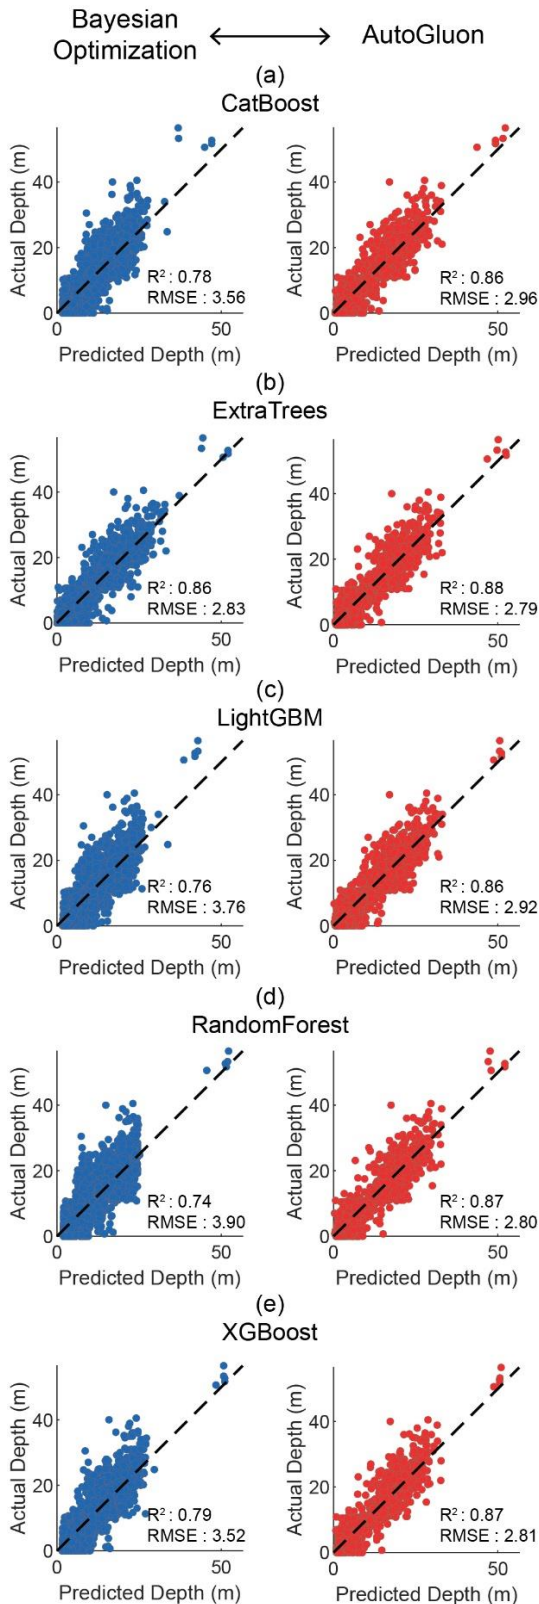 Bayesian
Optimization
AutoGluon
(a)
CatBoost
Actual Depth (m)
40
20
0
R² : 0.78
RMSE : 3.56
0
50
Predicted Depth (m)
Actual Depth (m)
40
20
0
R² : 0.86
RMSE : 2.96
0
50
Predicted Depth (m)
(b)
ExtraTrees
Actual Depth (m)
40
20
0
R² : 0.86
RMSE : 2.83
0
50
Predicted Depth (m)
Actual Depth (m)
40
20
0
R² : 0.88
RMSE : 2.79
0
50
Predicted Depth (m)
(c)
LightGBM
Actual Depth (m)
40
20
0
R² : 0.76
RMSE : 3.76
0
50
Predicted Depth (m)
Actual Depth (m)
40
20
0
R² : 0.86
RMSE : 2.92
0
50
Predicted Depth (m)
(d)
RandomForest
Actual Depth (m)
40
20
0
R² : 0.74
RMSE : 3.90
0
50
Predicted Depth (m)
Actual Depth (m)
40
20
0
R² : 0.87
RMSE : 2.80
0
50
Predicted Depth (m)
(e)
XGBoost
Actual Depth (m)
40
20
0
R² : 0.79
RMSE : 3.52
0
50
Predicted Depth (m)
Actual Depth (m)
40
20
0
R² : 0.87
RMSE : 2.81
0
50
Predicted Depth (m)